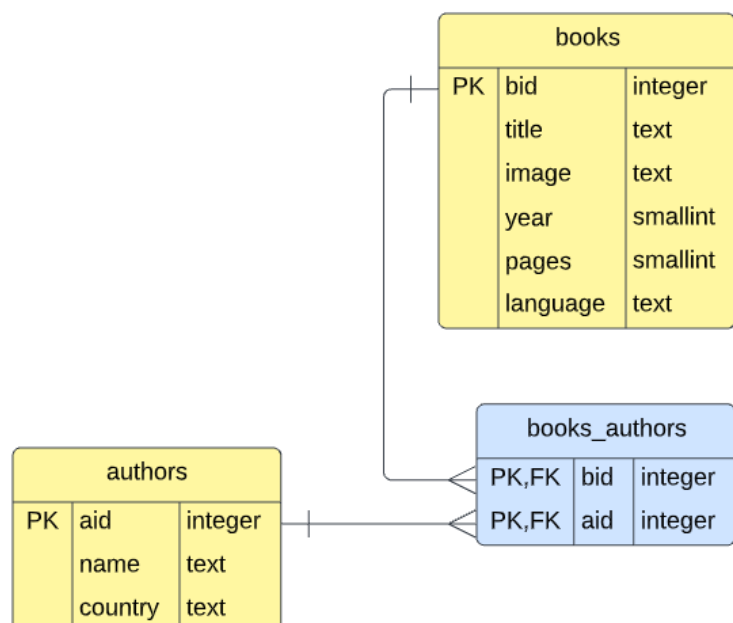 books
PK bid integer
title text
image text
year smallint
pages smallint
language text
books_authors
PK,FK bid integer
PK,FK aid integer
authors
PK aid integer
name text
country text